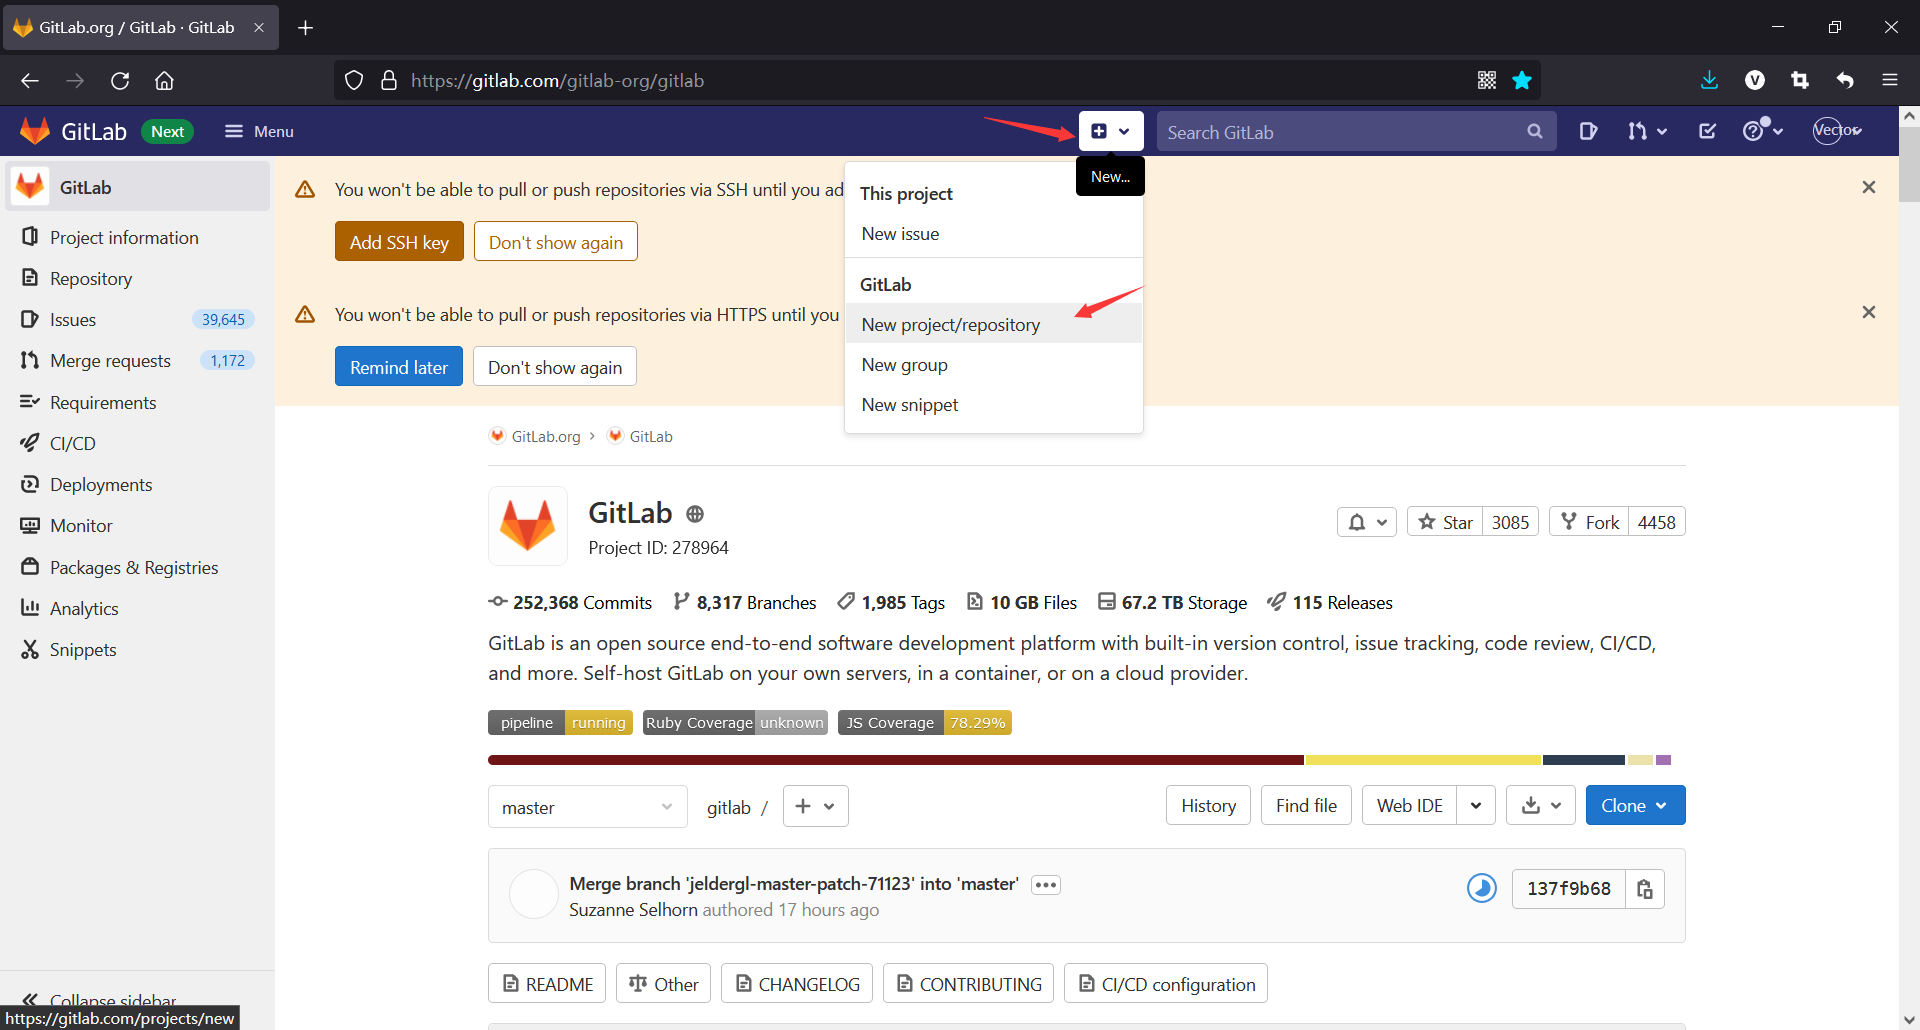 GitLab.org / GitLab · GitLab
https://gitlab.com/gitlab-org/gitlab
GitLab Next Menu
Search GitLab
New...
GitLab
Project information
Repository
Issues 39,645
Merge requests 1,172
Requirements
CI/CD
Deployments
Monitor
Packages & Registries
Analytics
Snippets
Collapse sidebar
https://gitlab.com/projects/new
You won't be able to pull or push repositories via SSH until you ad
Add SSH key Don't show again
You won't be able to pull or push repositories via HTTPS until you
Remind later Don't show again
This project
New issue
GitLab
New project/repository
New group
New snippet
GitLab.org › GitLab
GitLab
Project ID: 278964
Star 3085 Fork 4458
252,368 Commits 8,317 Branches 1,985 Tags 10 GB Files 67.2 TB Storage 115 Releases
GitLab is an open source end-to-end software development platform with built-in version control, issue tracking, code review, CI/CD,
and more. Self-host GitLab on your own servers, in a container, or on a cloud provider.
pipeline running Ruby Coverage unknown JS Coverage 78.29%
master gitlab / + History Find file Web IDE Clone
Merge branch 'jeldergl-master-patch-71123' into 'master'
Suzanne Selhorn authored 17 hours ago
137f9b68
README Other CHANGELOG CONTRIBUTING CI/CD configuration